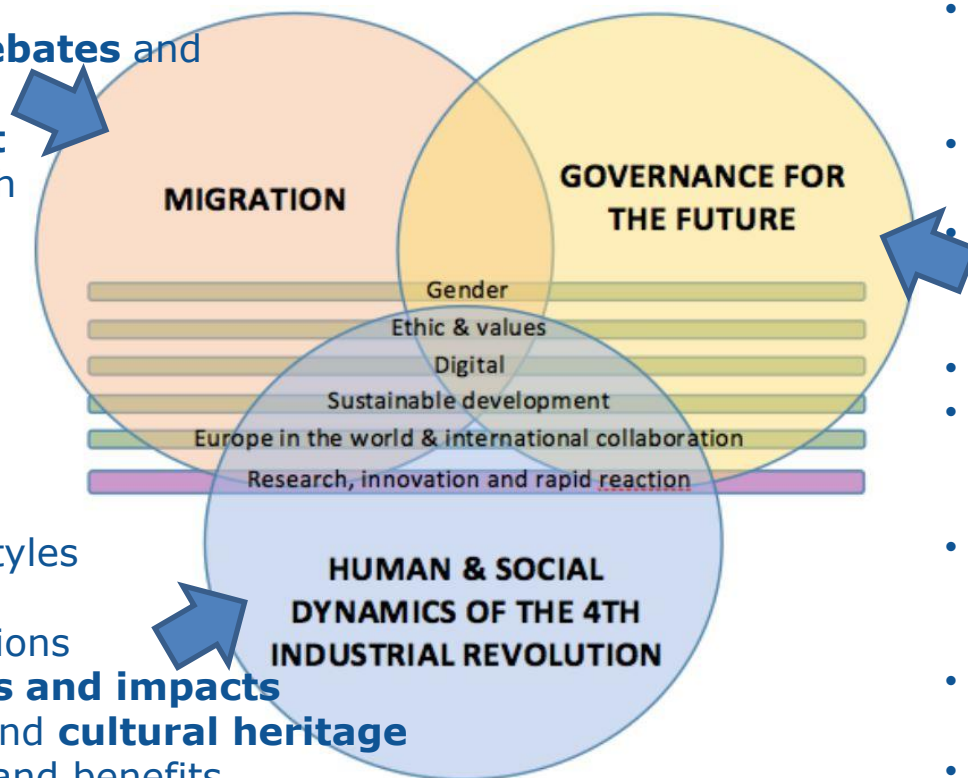 ebates and
MIGRATION
GOVERNANCE FOR
THE FUTURE
Gender
Ethic & values
Digital
Sustainable development
Europe in the world & international collaboration
Research, innovation and rapid reaction
tyles
ions
s and impacts
nd cultural heritage
and benefits
HUMAN & SOCIAL
DYNAMICS OF THE 4TH
INDUSTRIAL REVOLUTION